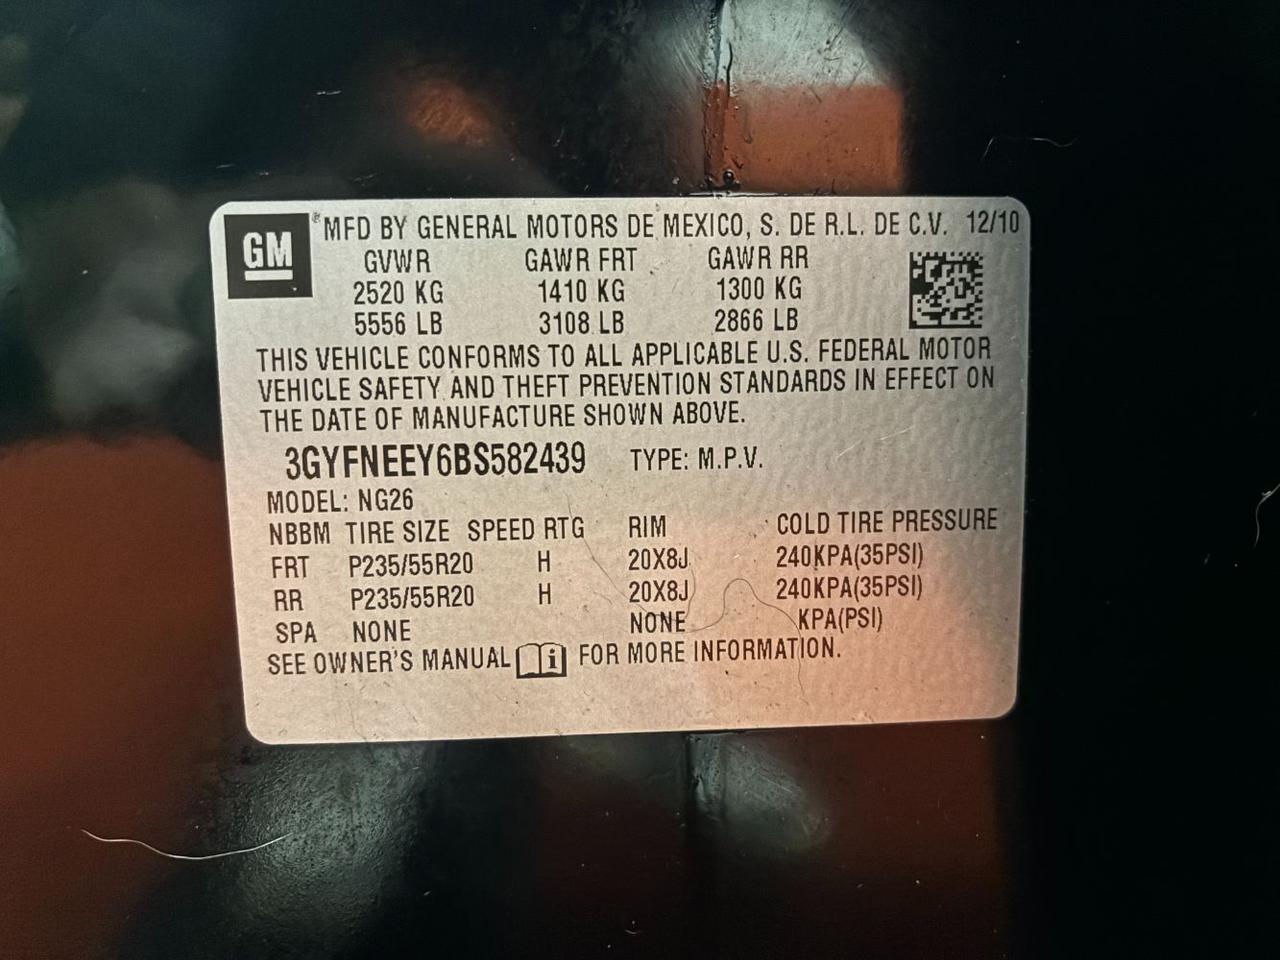 GM ® MFD BY GENERAL MOTORS DE MEXICO, S. DE R.L. DE C.V. 12/10
GVWR GAWR FRT GAWR RR
2520 KG 1410 KG 1300 KG
5556 LB 3108 LB 2866 LB
THIS VEHICLE CONFORMS TO ALL APPLICABLE U.S. FEDERAL MOTOR
VEHICLE SAFETY AND THEFT PREVENTION STANDARDS IN EFFECT ON
THE DATE OF MANUFACTURE SHOWN ABOVE.
3GYFNEEY6BS582439 TYPE: M.P.V.
MODEL: NG26
NBBM TIRE SIZE SPEED RTG RIM COLD TIRE PRESSURE
FRT P235/55R20 H 20X8J 240KPA(35PSI)
RR P235/55R20 H 20X8J 240KPA(35PSI)
SPA NONE NONE KPA(PSI)
SEE OWNER'S MANUAL i FOR MORE INFORMATION.